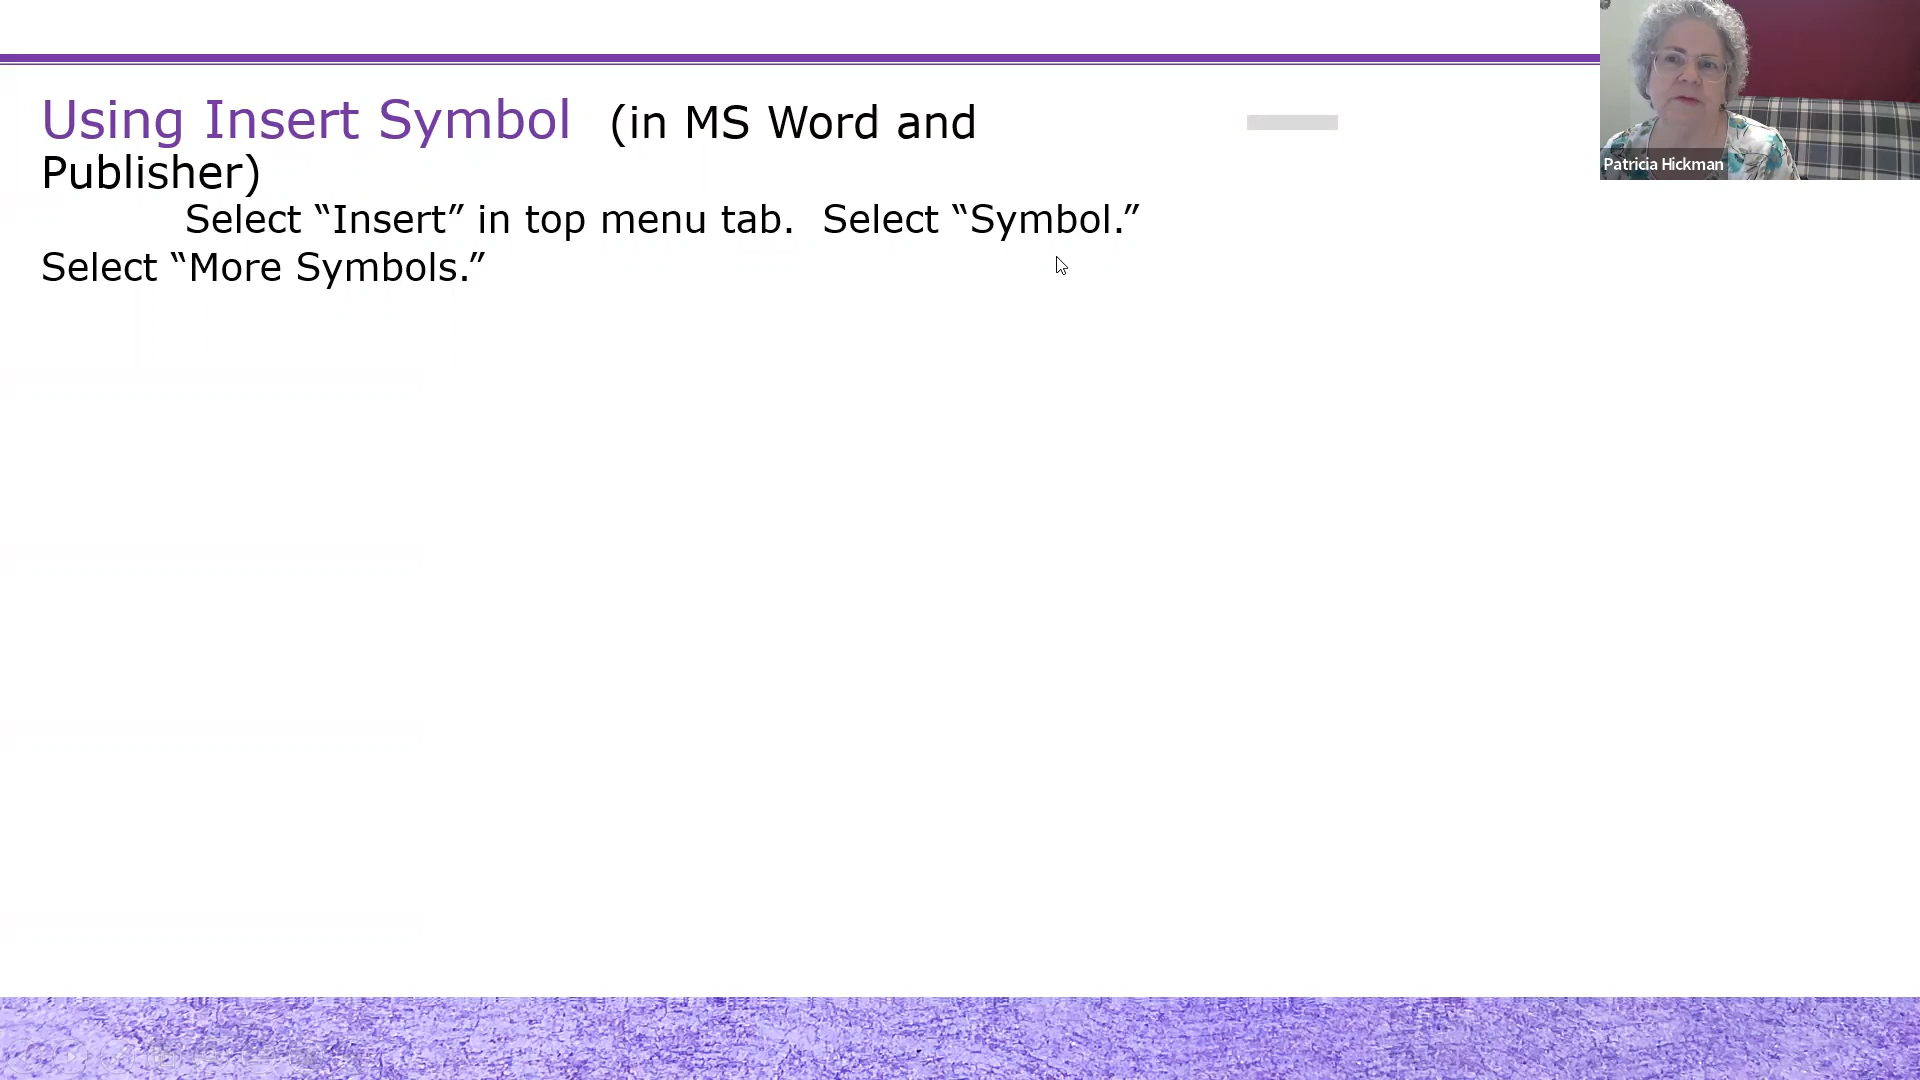 Using Insert Symbol (in MS Word and
Publisher)
Select “Insert” in top menu tab. Select “Symbol.”
Select “More Symbols.”
Patricia Hickman